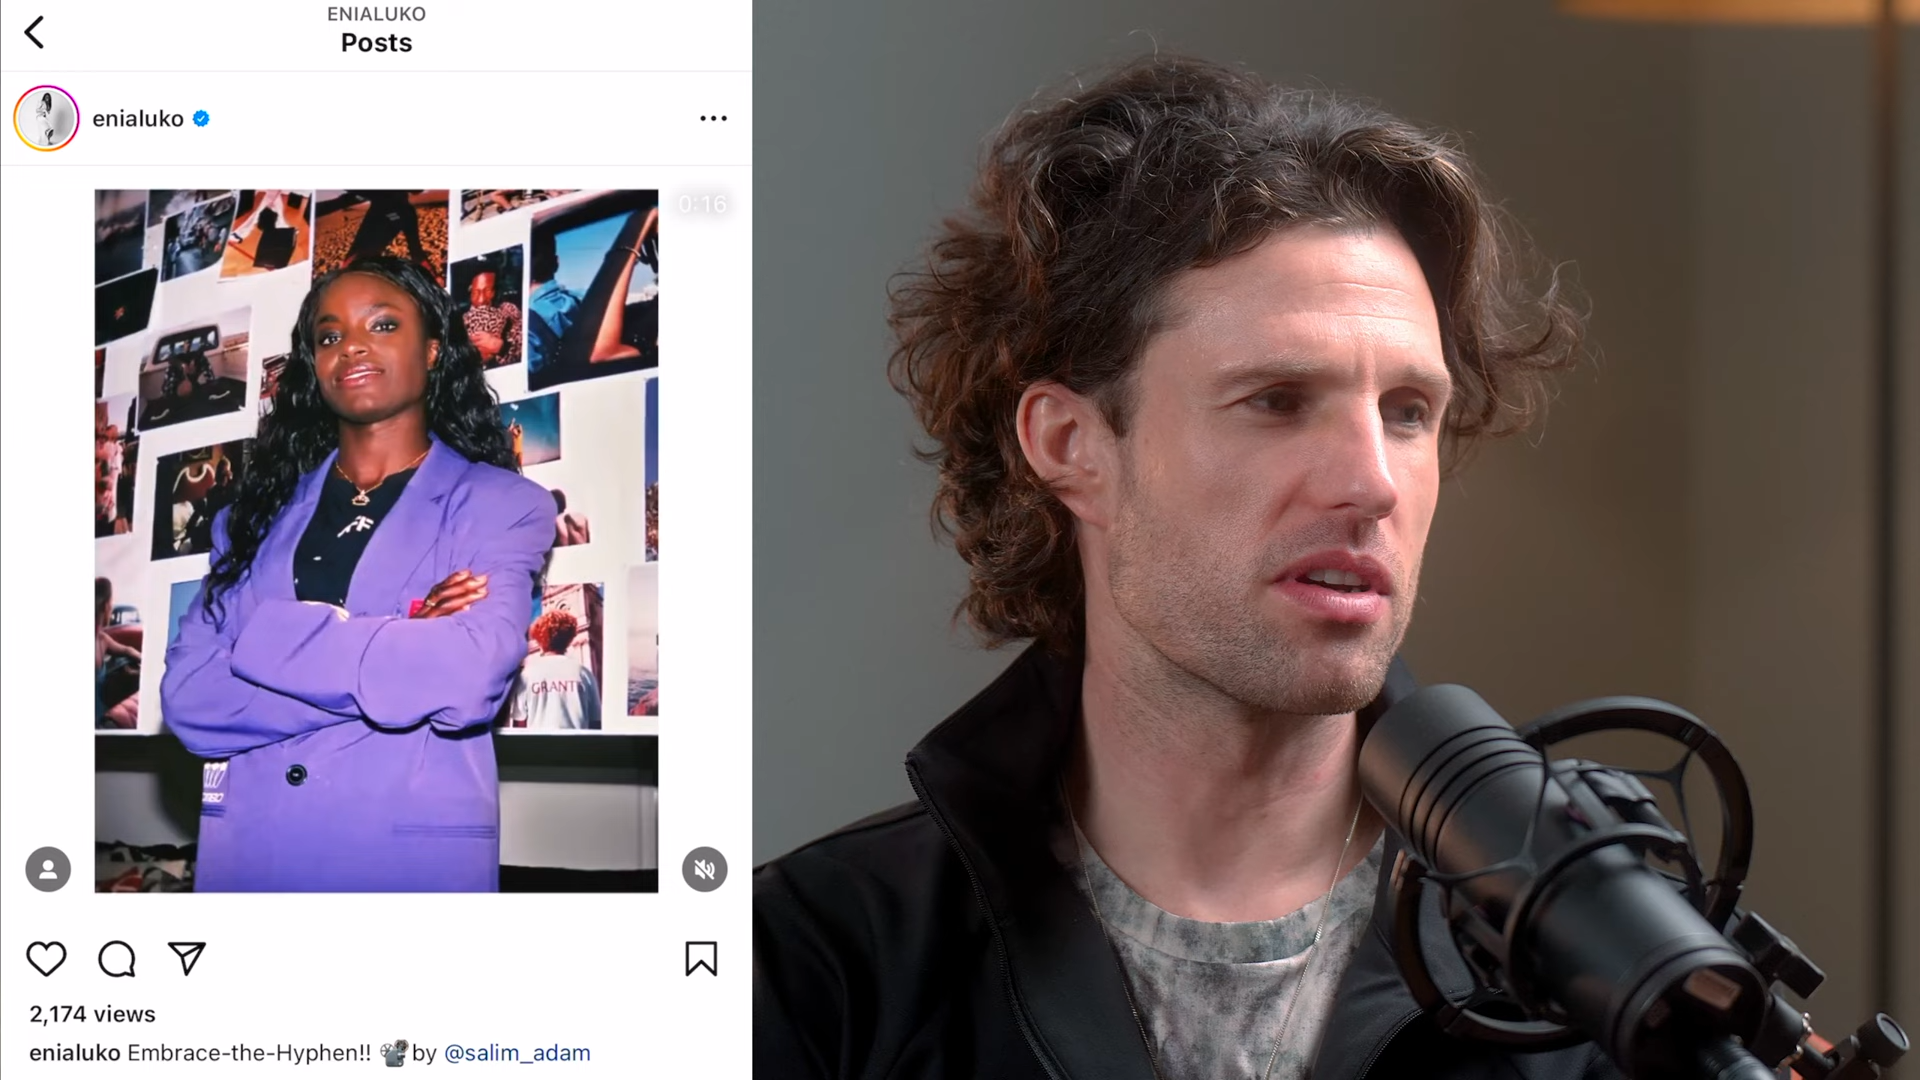 ENIALUKO
Posts
enialuko
0:16
GRANT
2,174 views
enialuko Embrace-the-Hyphen!! by @salim_adam